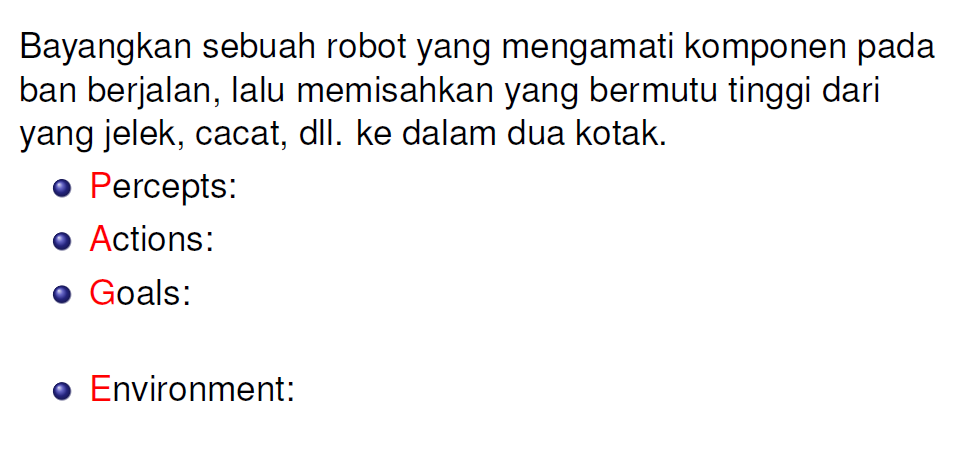 Bayangkan sebuah robot yang mengamati komponen pada
ban berjalan, lalu memisahkan yang bermutu tinggi dari
yang jelek, cacat, dll. ke dalam dua kotak.
Percepts:
Actions:
Goals:
Environment: